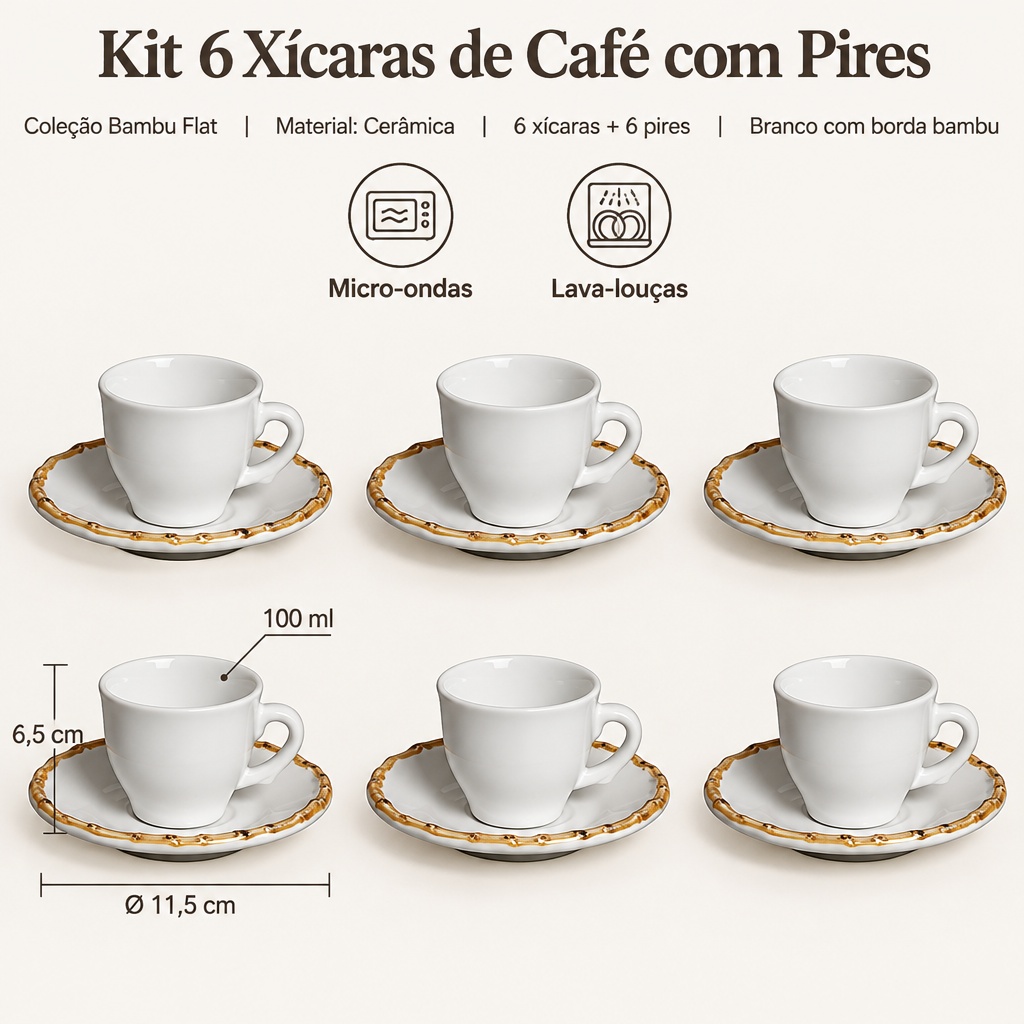 Kit 6 Xícaras de Café com Pires
Coleção Bambu Flat | Material: Cerâmica | 6 xícaras + 6 pires | Branco com borda bambu
Micro-ondas
Lava-louças
100 ml
6,5 cm
Ø 11,5 cm